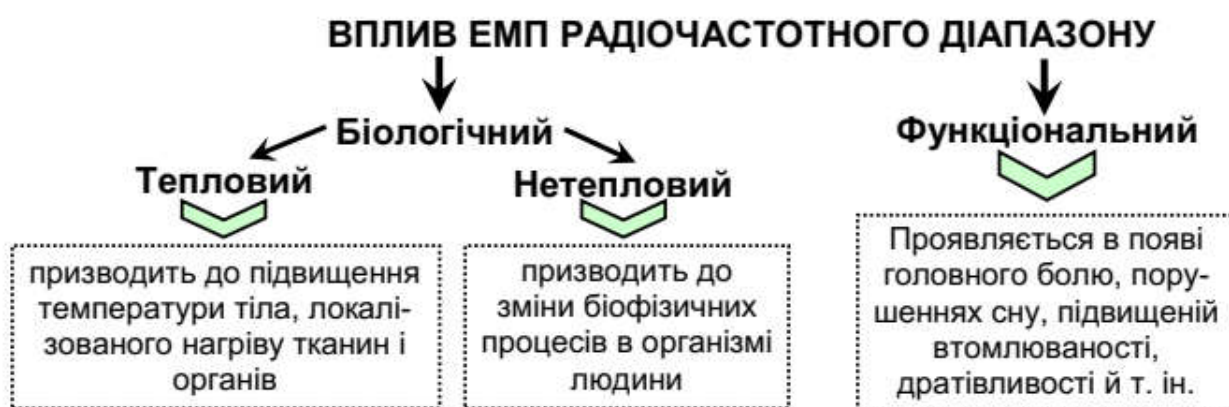 ВПЛИВ ЕМП РАДІОЧАСТОТНОГО ДІАПАЗОНУ
Біологічний
Функціональний
Тепловий
Нетепловий
призводить до підвищення
температури тіла, локалі-
зованого нагріву тканин і
органів
призводить до
зміни біофізичних
процесів в організмі
людини
Проявляється в появі
головного болю, пору-
шеннях сну, підвищеній
втомлюваності,
дратівливості й т. ін.